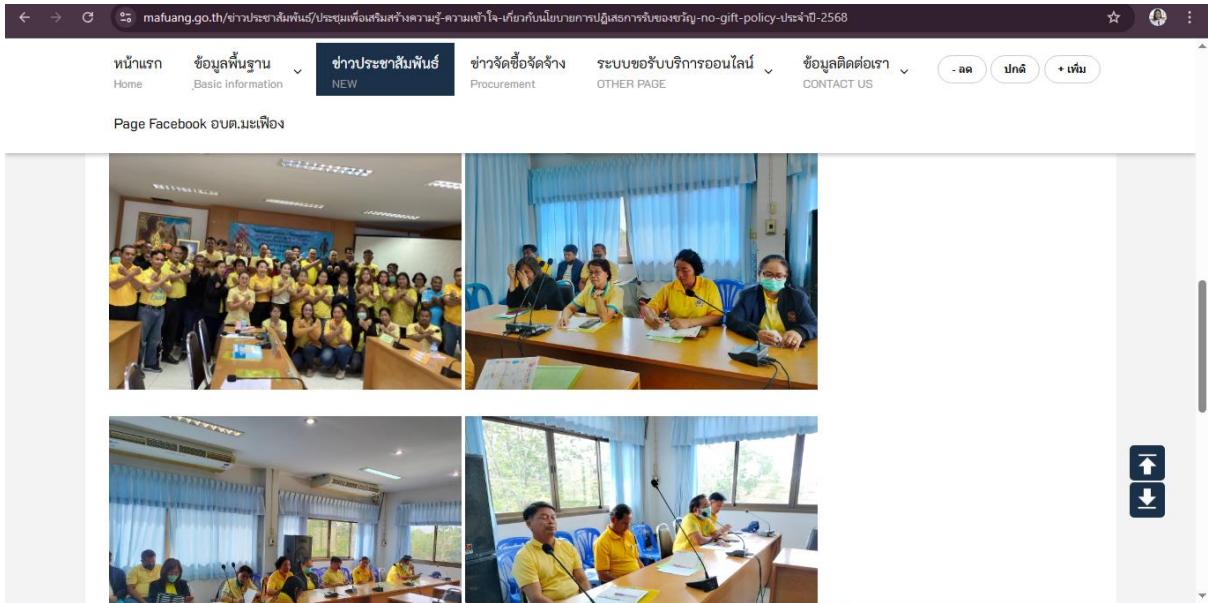 mafuang.go.th/ข่าวประชาสัมพันธ์/ประชุมเพื่อเสริมสร้างความรู้-ความเข้าใจ-เกี่ยวกับนโยบายการปฏิเสธการรับของขวัญ-no-gift-policy-ประจำปี-2568
หน้าแรก ข้อมูลพื้นฐาน ข่าวประชาสัมพันธ์ ข่าวจัดซื้อจัดจ้าง ระบบขอรับบริการออนไลน์ ข้อมูลติดต่อเรา - ลด ปกติ + เพิ่ม
Home Basic information NEW Procurement OTHER PAGE CONTACT US
Page Facebook อบต.มะเฟือง